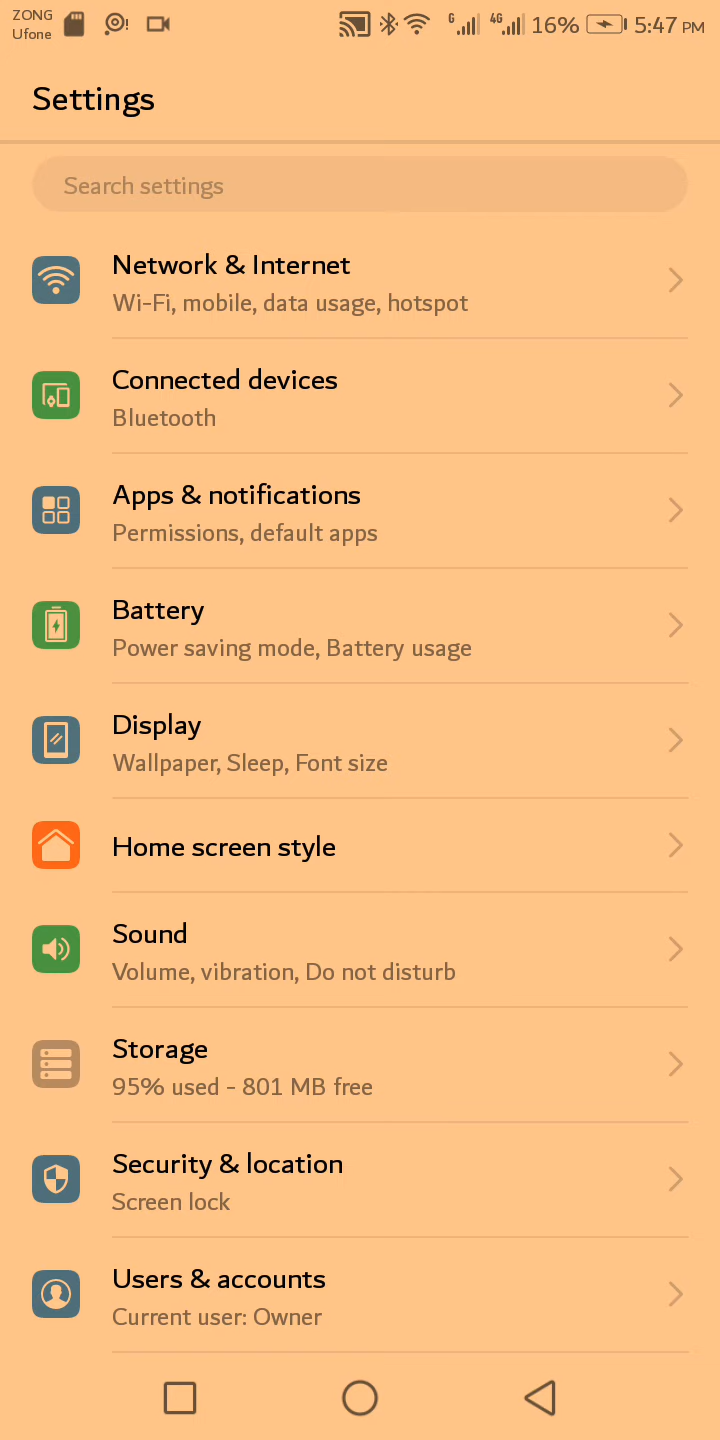 ZONG
Ufone
G 4G 16% 5:47 PM
Settings
Search settings
Network & Internet
Wi-Fi, mobile, data usage, hotspot
Connected devices
Bluetooth
Apps & notifications
Permissions, default apps
Battery
Power saving mode, Battery usage
Display
Wallpaper, Sleep, Font size
Home screen style
Sound
Volume, vibration, Do not disturb
Storage
95% used - 801 MB free
Security & location
Screen lock
Users & accounts
Current user: Owner